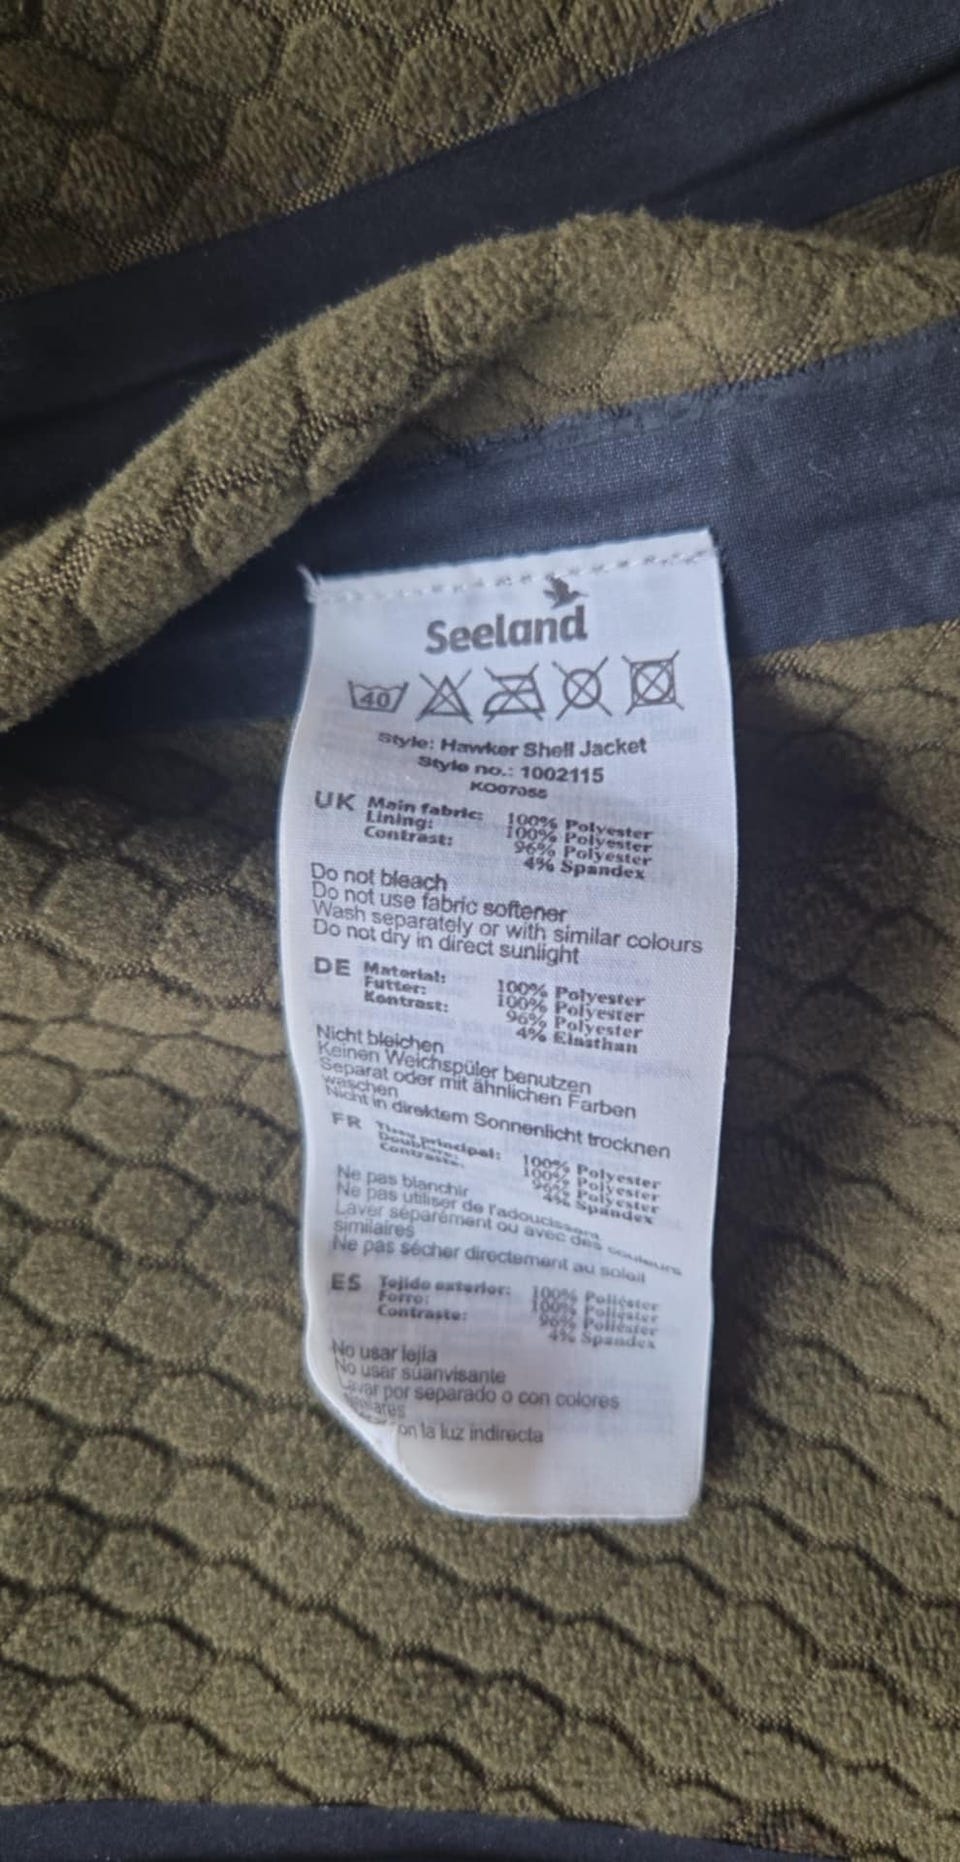 Seeland
40
Style: Hawker Shell Jacket
Style no.: 1002115
KO07055
UK Main fabric: 100% Polyester
Lining: 100% Polyester
Contrast: 96% Polyester
4% Spandex
Do not bleach
Do not use fabric softener
Wash separately or with similar colours
Do not dry in direct sunlight
DE Material: 100% Polyester
Futter: 100% Polyester
Kontrast: 96% Polyester
4% Elasthan
Nicht bleichen
Keinen Weichspüler benutzen
Separat oder mit ähnlichen Farben
waschen
Nicht in direktem Sonnenlicht trocknen
FR Tissu principal: 100% Polyester
Doublure: 100% Polyester
Contraste: 96% Polyester
4% Spandex
Ne pas blanchir
Ne pas utiliser de l'adoucissant
Laver séparément ou avec des couleurs
similaires
Ne pas sécher directement au soleil
ES Tejido exterior: 100% Poliéster
Forro: 100% Poliéster
Contraste: 96% Poliéster
4% Spandex
No usar lejía
No usar suanvisante
Lavar por separado o con colores
la luz indirecta